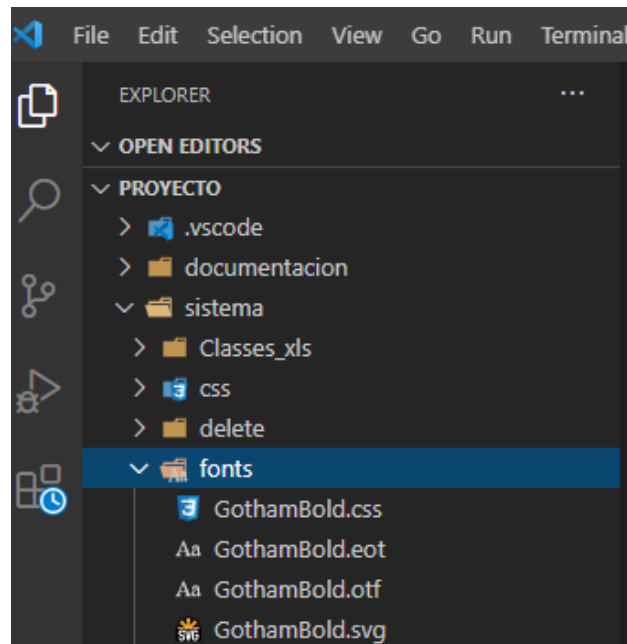 File Edit Selection View Go Run Terminal
EXPLORER ...
OPEN EDITORS
PROYECTO
.vscode
documentacion
sistema
Classes_xls
css
delete
fonts
GothamBold.css
Aa GothamBold.eot
Aa GothamBold.otf
SVG GothamBold.svg